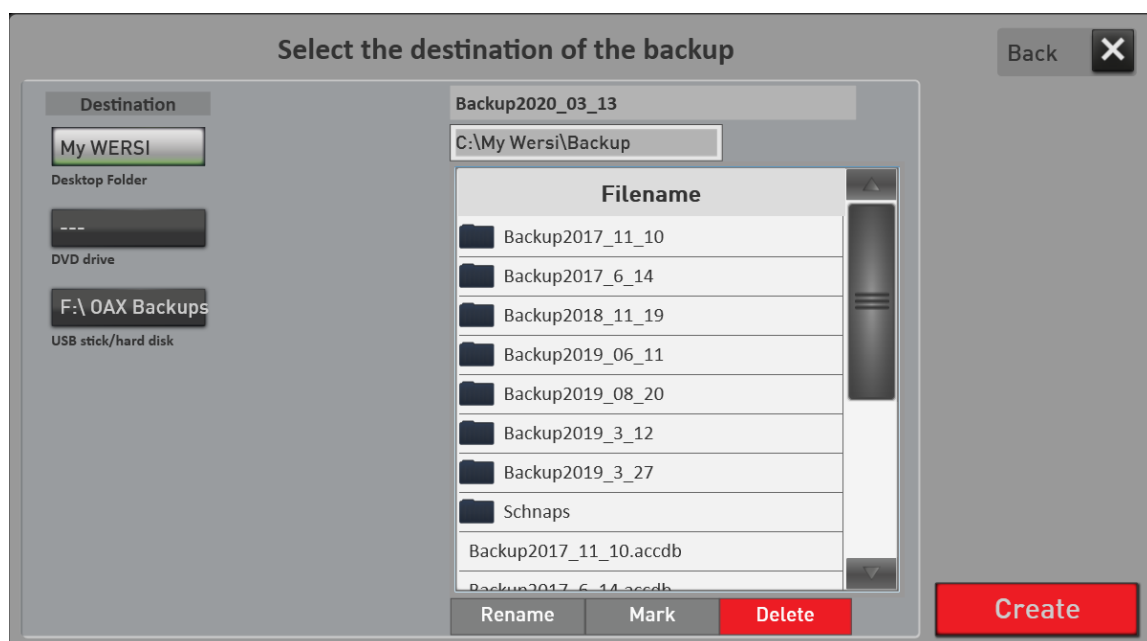 Select the destination of the backup
Back
Destination
My WERSI
Desktop Folder
---
DVD drive
F:\ OAX Backups
USB stick/hard disk
Backup2020_03_13
C:\My Wersi\Backup
Filename
Backup2017_11_10
Backup2017_6_14
Backup2018_11_19
Backup2019_06_11
Backup2019_08_20
Backup2019_3_12
Backup2019_3_27
Schnaps
Backup2017_11_10.accdb
Backup2017_6_14.accdb
Rename
Mark
Delete
Create